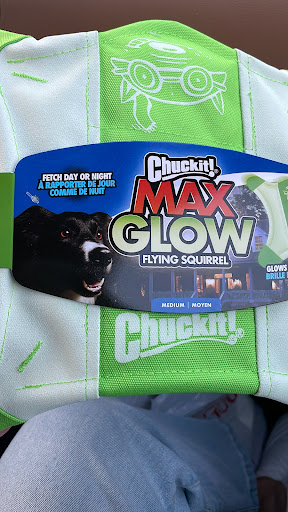 FETCH DAY OR NIGHT
À RAPPORTER DE JOUR
COMME DE NUIT
Chuckit!
MAX
GLOW
FLYING SQUIRREL
GLOWS
BRILLE
MEDIUM | MOYEN
Chuckit!